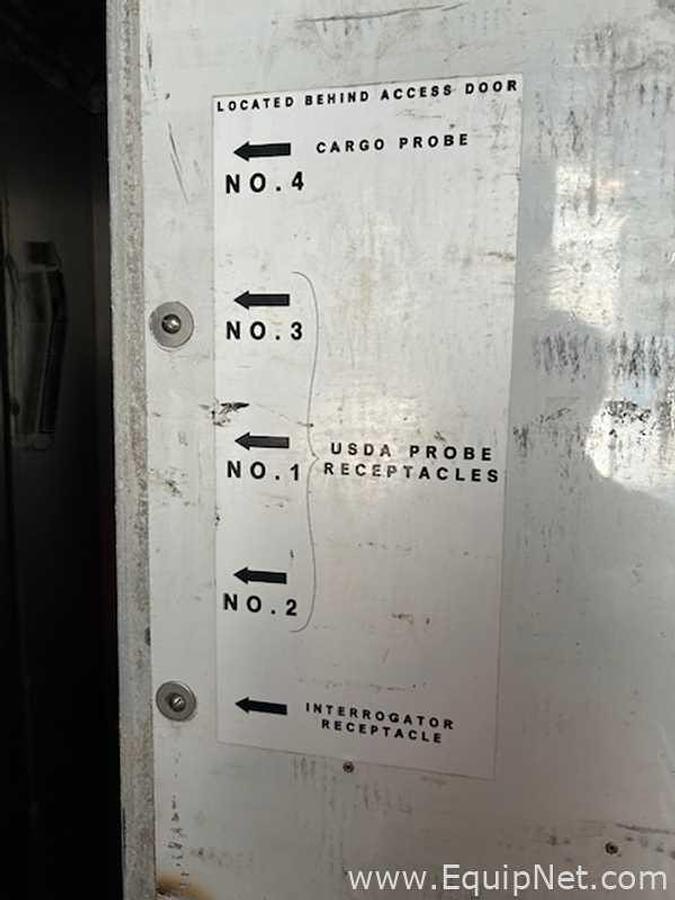 LOCATED BEHIND ACCESS DOOR
CARGO PROBE
NO.4
NO.3
NO.1
USDA PROBE
RECEPTACLES
NO.2
INTERROGATOR
RECEPTACLE
www.EquipNet.com